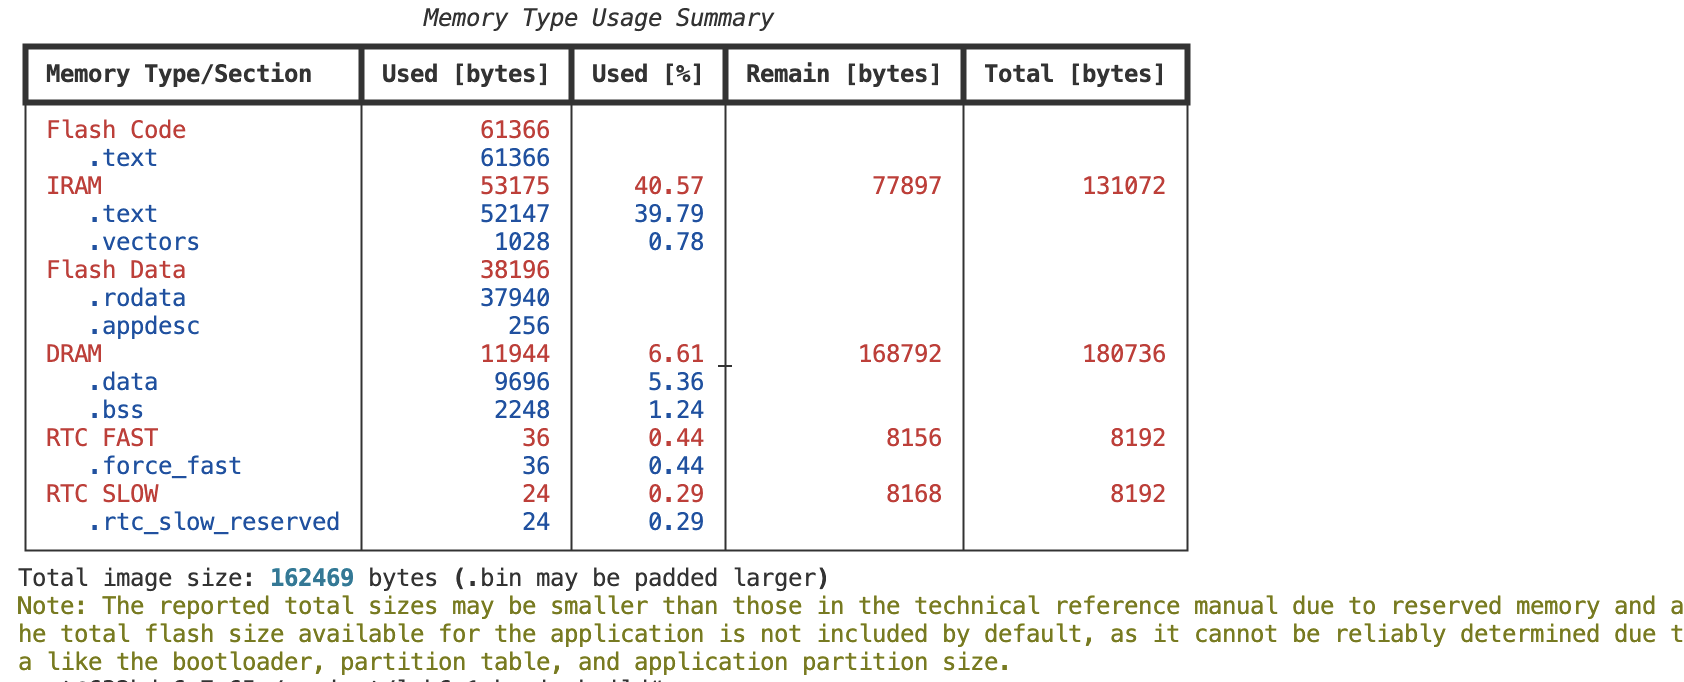 Memory Type Usage Summary
Memory Type/Section Used [bytes] Used [%] Remain [bytes] Total [bytes]
Flash Code 61366
.text 61366
IRAM 53175 40.57 77897 131072
.text 52147 39.79
.vectors 1028 0.78
Flash Data 38196
.rodata 37940
.appdesc 256
DRAM 11944 6.61 168792 180736
.data 9696 5.36
.bss 2248 1.24
RTC FAST 36 0.44 8156 8192
.force_fast 36 0.44
RTC SLOW 24 0.29 8168 8192
.rtc_slow_reserved 24 0.29
Total image size: 162469 bytes (.bin may be padded larger)
Note: The reported total sizes may be smaller than those in the technical reference manual due to reserved memory and a
he total flash size available for the application is not included by default, as it cannot be reliably determined due t
a like the bootloader, partition table, and application partition size.